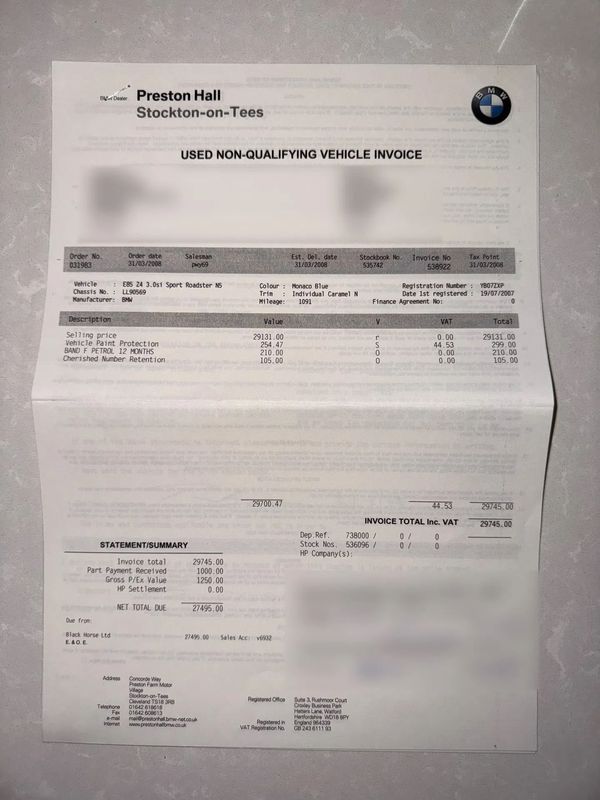 BMW Dealer Preston Hall
Stockton-on-Tees
BMW
USED NON-QUALIFYING VEHICLE INVOICE
Order No. Order date Salesman Est. Del. date Stockbook No. Invoice No Tax Point
031983 31/03/2008 pwy69 31/03/2008 535742 538922 31/03/2008
Vehicle : E85 Z4 3.0si Sport Roadster N5 Colour : Monaco Blue Registration Number : YB07ZXP
Chassis No. : LL90569 Trim : Individual Caramel N Date 1st registered : 19/07/2007
Manufacturer: BMW Mileage: 1091 Finance Agreement No: 0
Description Value V VAT Total
Selling price 29131.00 r 0.00 29131.00
Vehicle Paint Protection 254.47 S 44.53 299.00
BAND F PETROL 12 MONTHS 210.00 O 0.00 210.00
Cherished Number Retention 105.00 O 0.00 105.00
29700.47 44.53 29745.00
INVOICE TOTAL Inc. VAT 29745.00
Dep.Ref. 738000 / 0 / 0
Stock Nos. 536096 / 0 / 0
HP Company(s):
STATEMENT/SUMMARY
Invoice total 29745.00
Part Payment Received 1000.00
Gross P/Ex Value 1250.00
HP Settlement 0.00
NET TOTAL DUE 27495.00
Due from:
Black Horse Ltd 27495.00 Sales Acc: v6932
E. & O. E.
Address Concorde Way
Preston Farm Motor
Village
Stockton-on-Tees
Cleveland TS18 3RB
Telephone 01642 618618
Fax 01642 608613
e-mail mail@prestonhall.bmw-net.co.uk
Internet www.prestonhallbmw.co.uk
Registered Office Suite 3, Rushmoor Court
Croxley Business Park
Hatters Lane, Watford
Hertfordshire WD18 8PY
Registered in England 964339
VAT Registration No. GB 243 6111 93